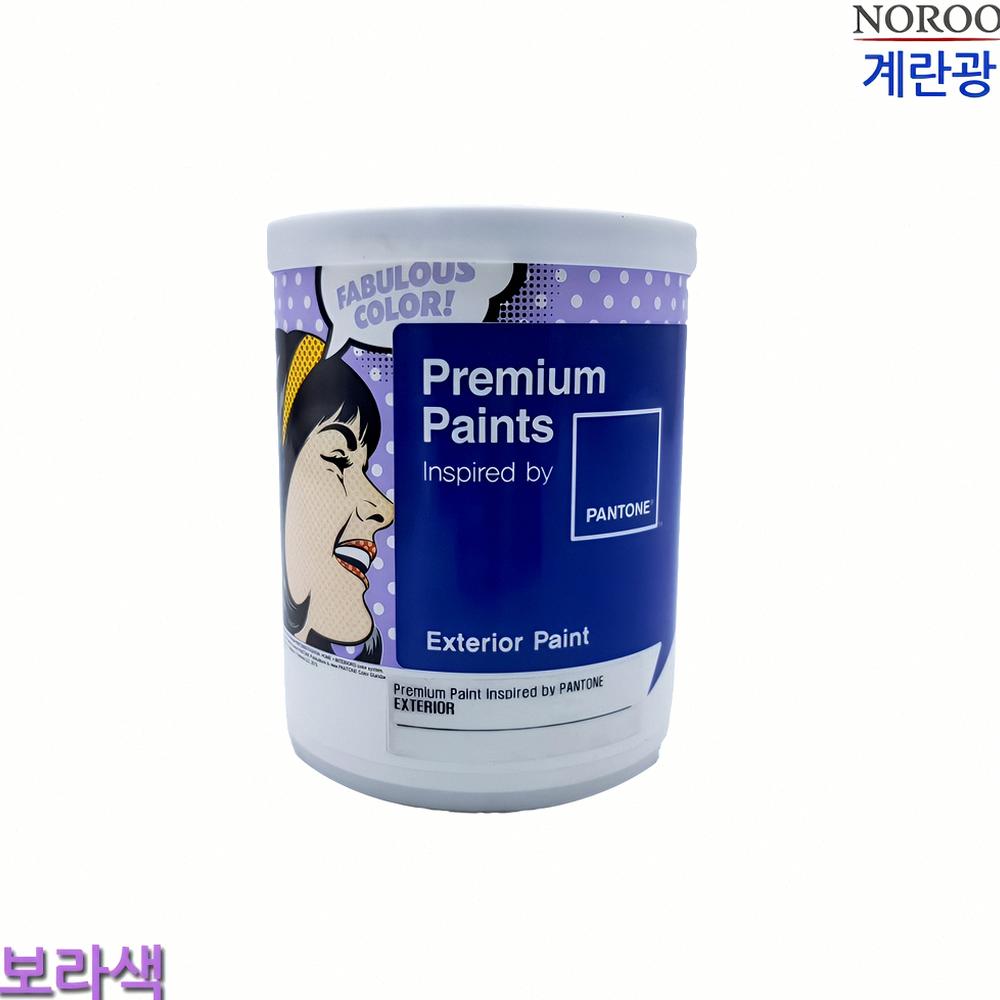 NOROO
계란광
FABULOUS
COLOR!
Premium
Paints
Inspired by
PANTONE
Exterior Paint
Premium Paint Inspired by PANTONE
EXTERIOR
보라색